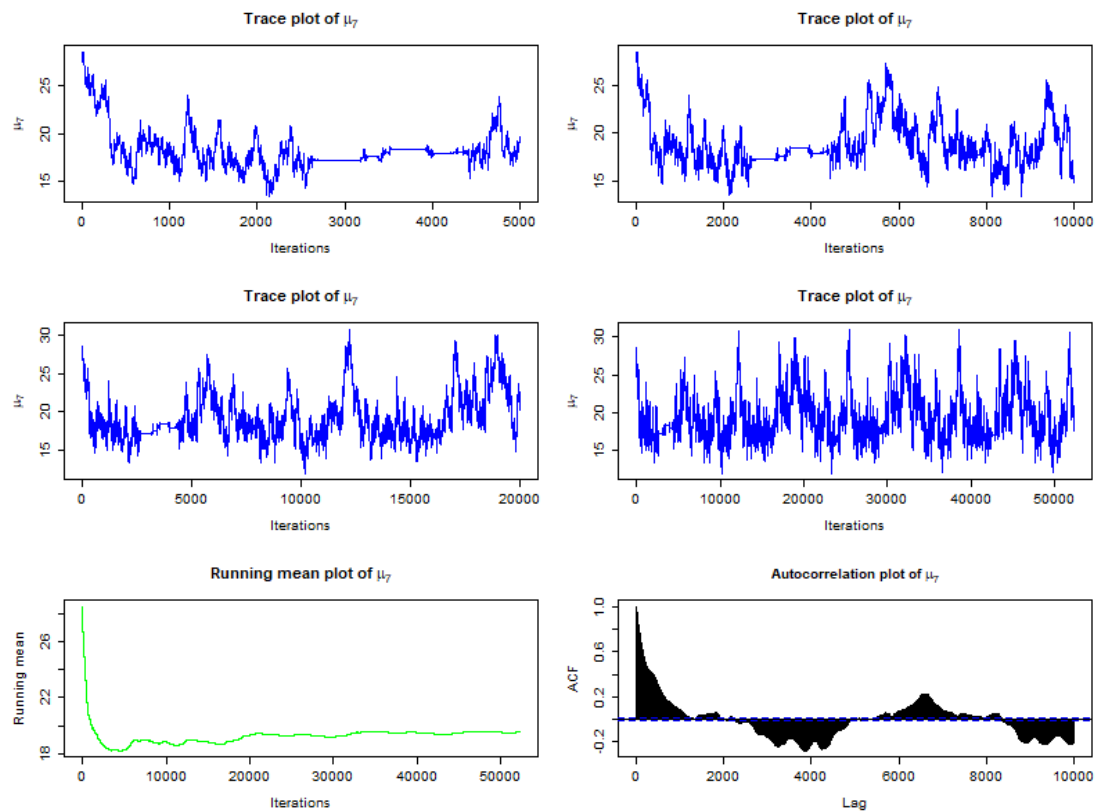 Trace plot of μ7
μ7
15 20 25
0 1000 2000 3000 4000 5000
Iterations
Trace plot of μ7
μ7
15 20 25
0 2000 4000 6000 8000 10000
Iterations
Trace plot of μ7
μ7
15 20 25 30
0 5000 10000 15000 20000
Iterations
Trace plot of μ7
μ7
15 20 25 30
0 10000 20000 30000 40000 50000
Iterations
Running mean plot of μ7
Running mean
18 22 26
0 10000 20000 30000 40000 50000
Iterations
Autocorrelation plot of μ7
ACF
-0.2 0.2 0.6 1.0
0 2000 4000 6000 8000 10000
Lag